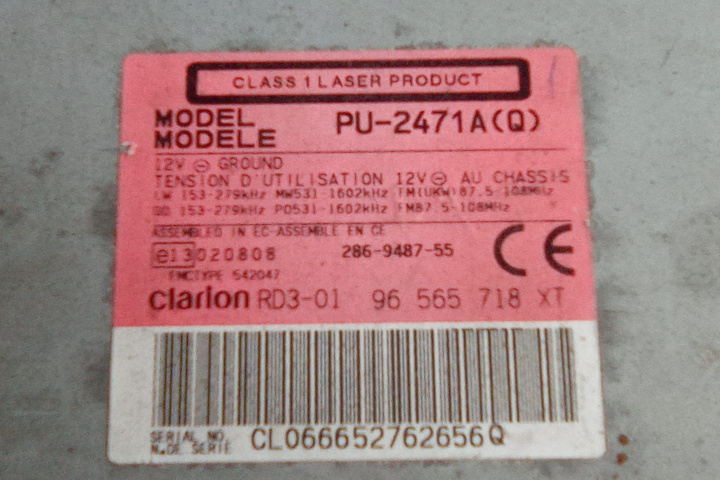 CLASS 1 LASER PRODUCT
MODEL
MODELE PU-2471A(Q)
12V ⊖ GROUND
TENSION D'UTILISATION 12V⊖ AU CHASSIS
LW 153-279kHz MW531-1602kHz FM(UKW)87.5-108MHz
GO 153-279kHz PO531-1602kHz FM87.5-108MHz
ASSEMBLED IN EC-ASSEMBLE EN CE
e13 020808 286-9487-55 CE
FMCTYPE 542047
clarion RD3-01 96 565 718 XT
SERIAL NO.
N.DE SERIE CL0666527626560Q